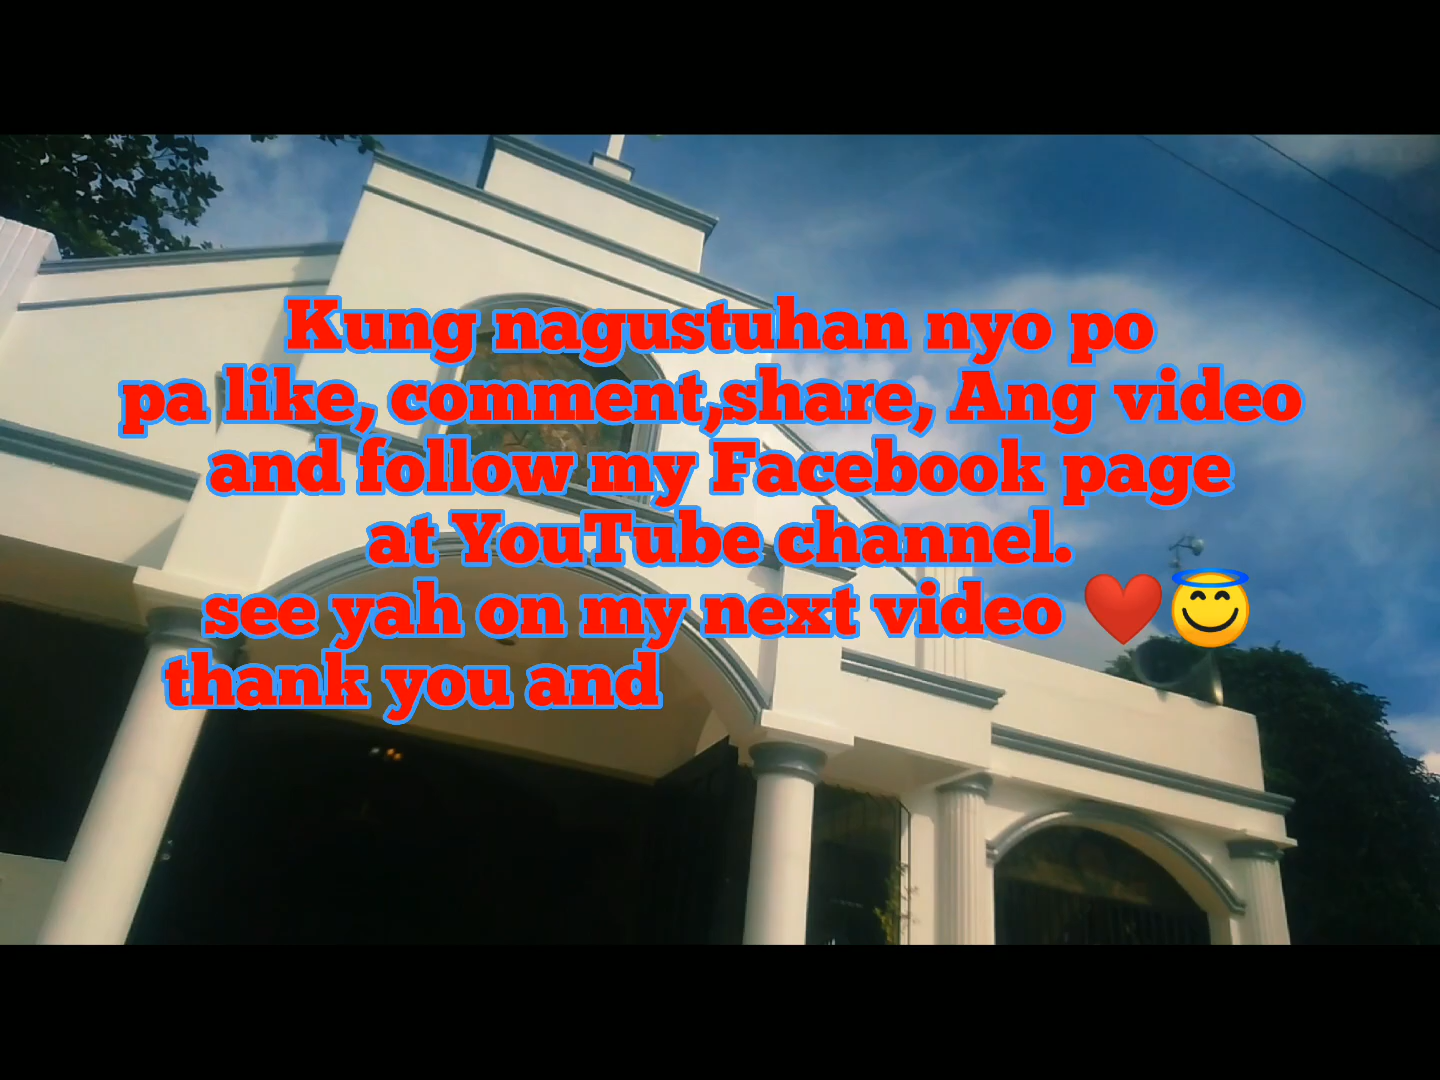 Kung nagustuhan nyo po
pa like, comment,share, Ang video
and follow my Facebook page
at YouTube channel.
see yah on my next video ❤️😇
thank you and